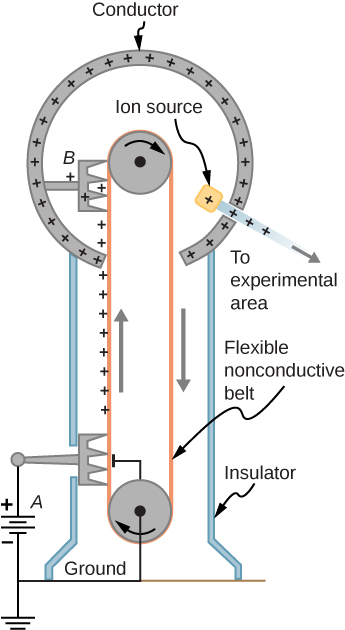 Conductor
Ion source
B
To
experimental
area
Flexible
nonconductive
belt
A
Insulator
Ground